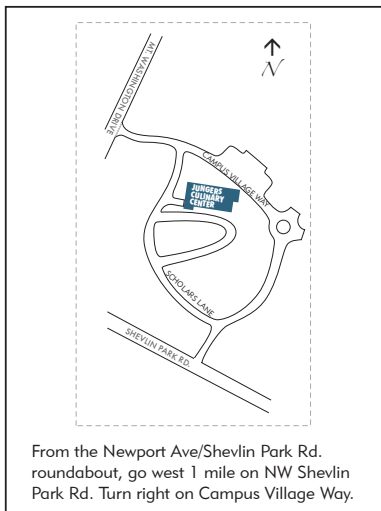 MT. WASHINGTON DRIVE
N
CAMPUS VILLAGE WAY
JUNGERS
CULINARY
CENTER
SCHOLARS LANE
SHEVLIN PARK RD.
From the Newport Ave/Shevlin Park Rd.
roundabout, go west 1 mile on NW Shevlin
Park Rd. Turn right on Campus Village Way.